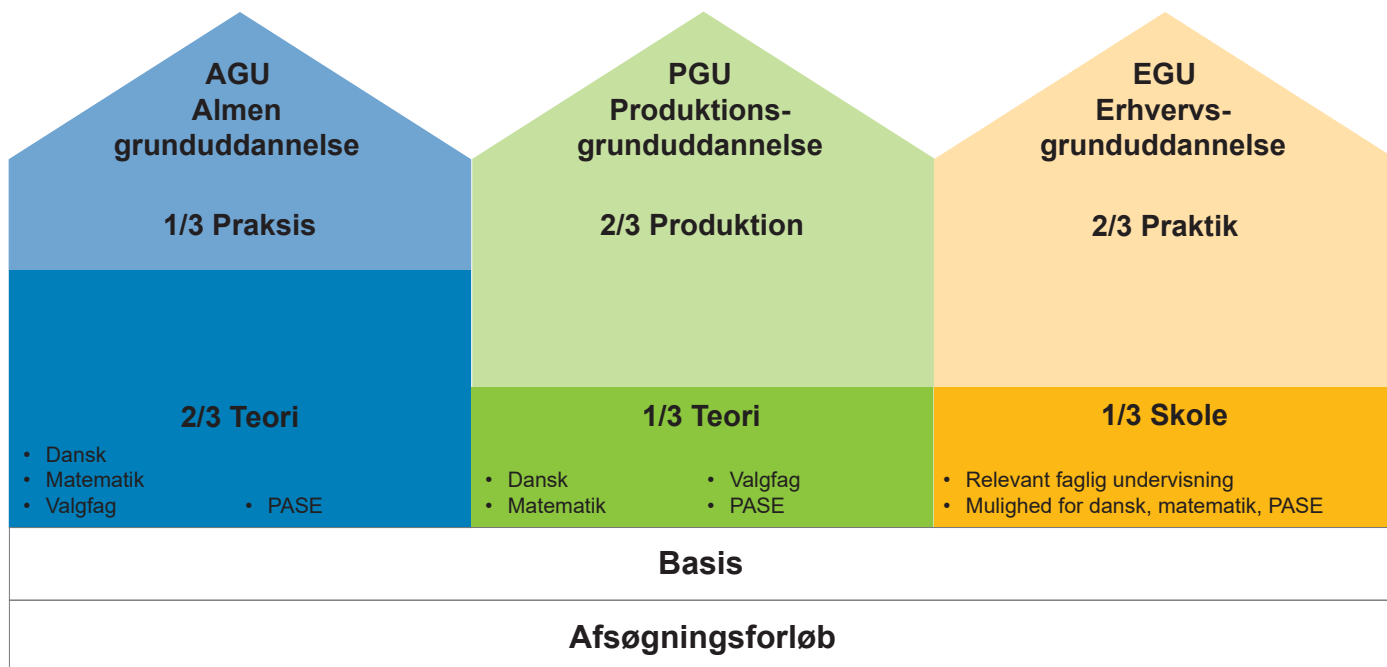 AGU
Almen
grunduddannelse
1/3 Praksis
2/3 Teori
• Dansk
• Matematik
• Valgfag
• PASE
PGU
Produktions-
grunduddannelse
2/3 Produktion
1/3 Teori
• Dansk
• Matematik
• Valgfag
• PASE
EGU
Erhvervs-
grunduddannelse
2/3 Praktik
1/3 Skole
• Relevant faglig undervisning
• Mulighed for dansk, matematik, PASE
Basis
Afsøgningsforløb